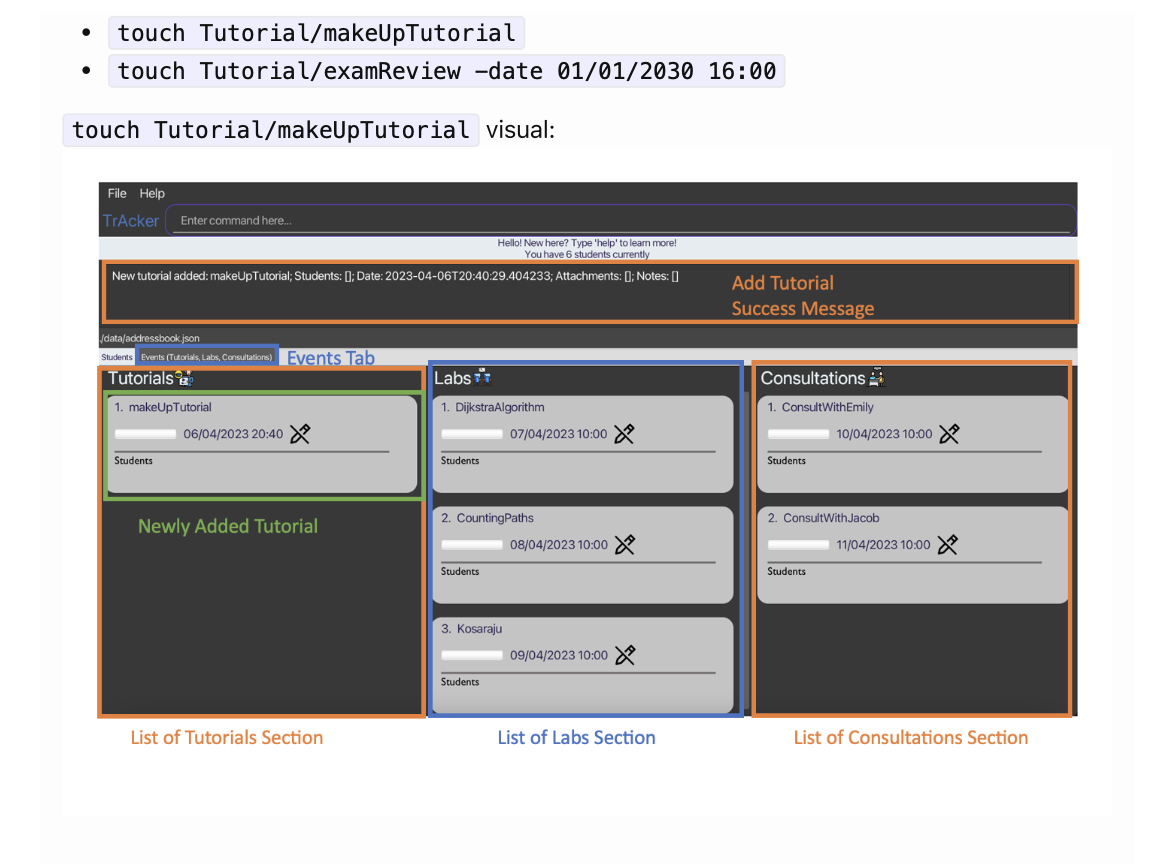 touch Tutorial/makeUpTutorial
touch Tutorial/examReview –date 01/01/2030 16:00
touch Tutorial/makeUpTutorial visual:
File Help
TrAcker Enter command here...
Hello! New here? Type 'help' to learn more!
You have 6 students currently
New tutorial added: makeUpTutorial; Students: []; Date: 2023-04-06T20:40:29.404233; Attachments: []; Notes: []
Add Tutorial
Success Message
./data/addressbook.json
Students Events (Tutorials, Labs, Consultations) Events Tab
Tutorials
1. makeUpTutorial
06/04/2023 20:40
Students
Newly Added Tutorial
Labs
1. DijkstraAlgorithm
07/04/2023 10:00
Students
2. CountingPaths
08/04/2023 10:00
Students
3. Kosaraju
09/04/2023 10:00
Students
Consultations
1. ConsultWithEmily
10/04/2023 10:00
Students
2. ConsultWithJacob
11/04/2023 10:00
Students
List of Tutorials Section
List of Labs Section
List of Consultations Section